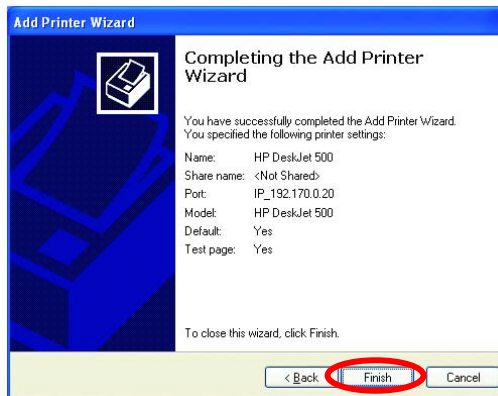 Add Printer Wizard
Completing the Add Printer
Wizard
You have successfully completed the Add Printer Wizard.
You specified the following printer settings:
Name: HP DeskJet 500
Share name: <Not Shared>
Port: IP_192.170.0.20
Model: HP DeskJet 500
Default: Yes
Test page: Yes
To close this wizard, click Finish.
< Back Finish Cancel